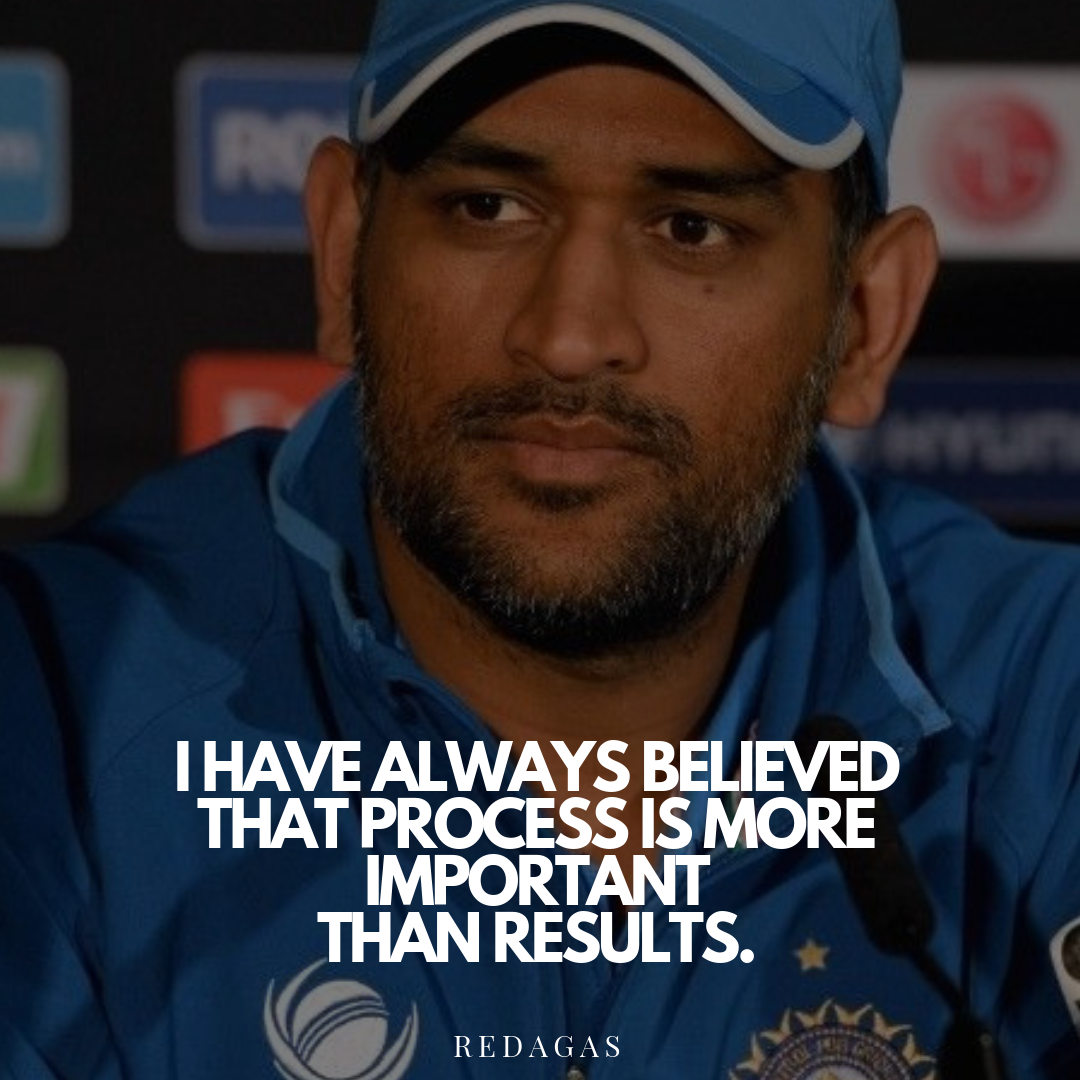 I HAVE ALWAYS BELIEVED
THAT PROCESS IS MORE
IMPORTANT
THAN RESULTS.
REDAGAS